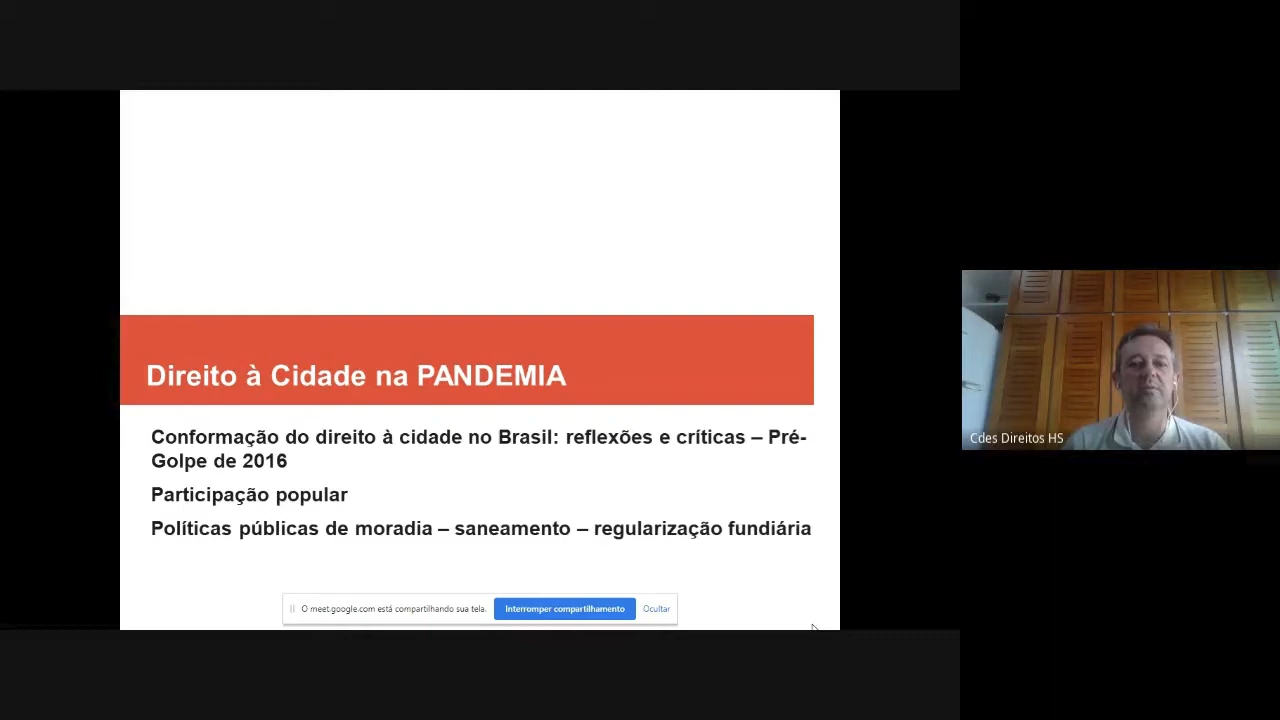 Direito à Cidade na PANDEMIA
Conformação do direito à cidade no Brasil: reflexões e críticas – Pré-
Golpe de 2016
Participação popular
Políticas públicas de moradia – saneamento – regularização fundiária
O meet.google.com está compartilhando sua tela. Interromper compartilhamento Ocultar
Cdes Direitos HS